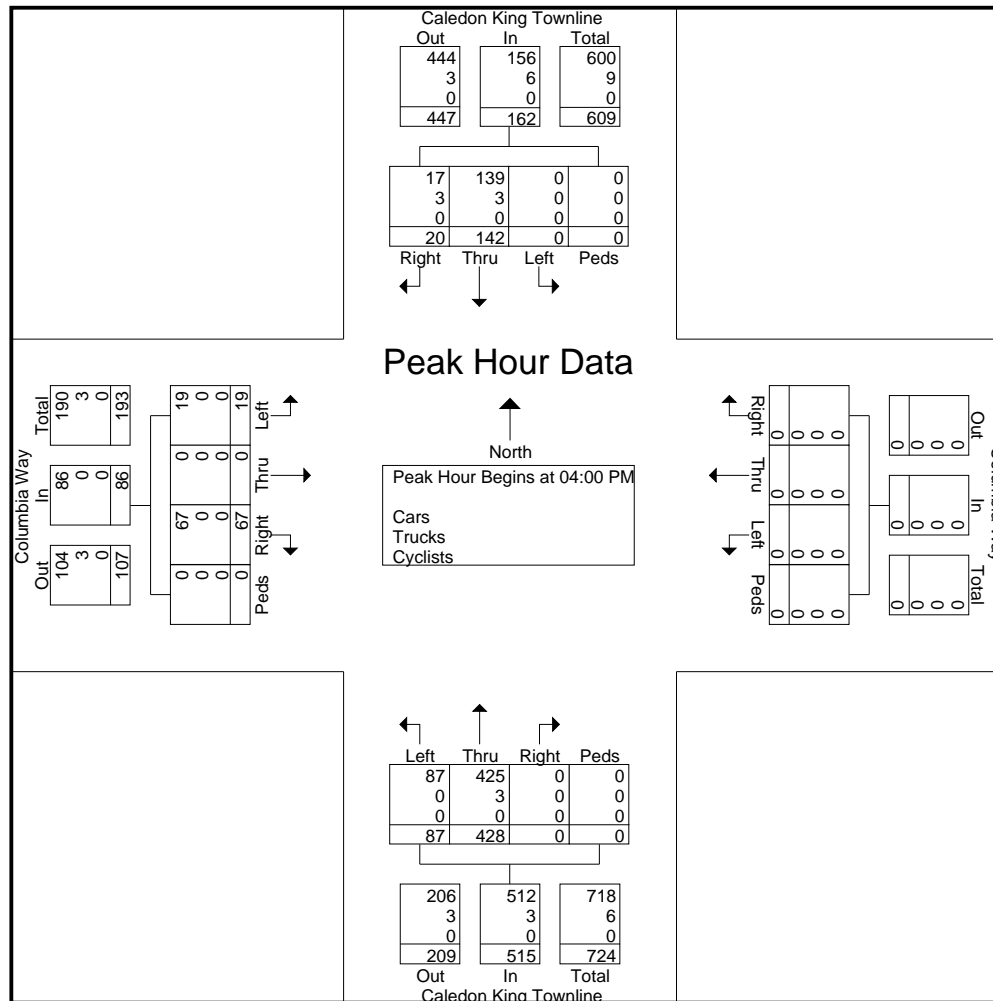 Caledon King Townline
Out In Total
444 156 600
3 6 9
0 0 0
447 162 609
17 139 0 0
3 3 0 0
0 0 0 0
20 142 0 0
Right Thru Left Peds
Peak Hour Data
North
Peak Hour Begins at 04:00 PM
Cars
Trucks
Cyclists
Columbia Way
Out In Total
104 86 190
3 0 3
0 0 0
107 86 193
67 0 19 0
0 0 0 0
0 0 0 0
67 0 19 0
Peds Right Thru Left
Right Thru Left Peds
0 0 0 0
0 0 0 0
0 0 0 0
0 0 0 0
Out In Total
0 0 0
0 0 0
0 0 0
0 0 0
Left Thru Right Peds
87 425 0 0
0 3 0 0
0 0 0 0
87 428 0 0
206 512 718
3 3 6
0 0 0
209 515 724
Out In Total
Caledon King Townline